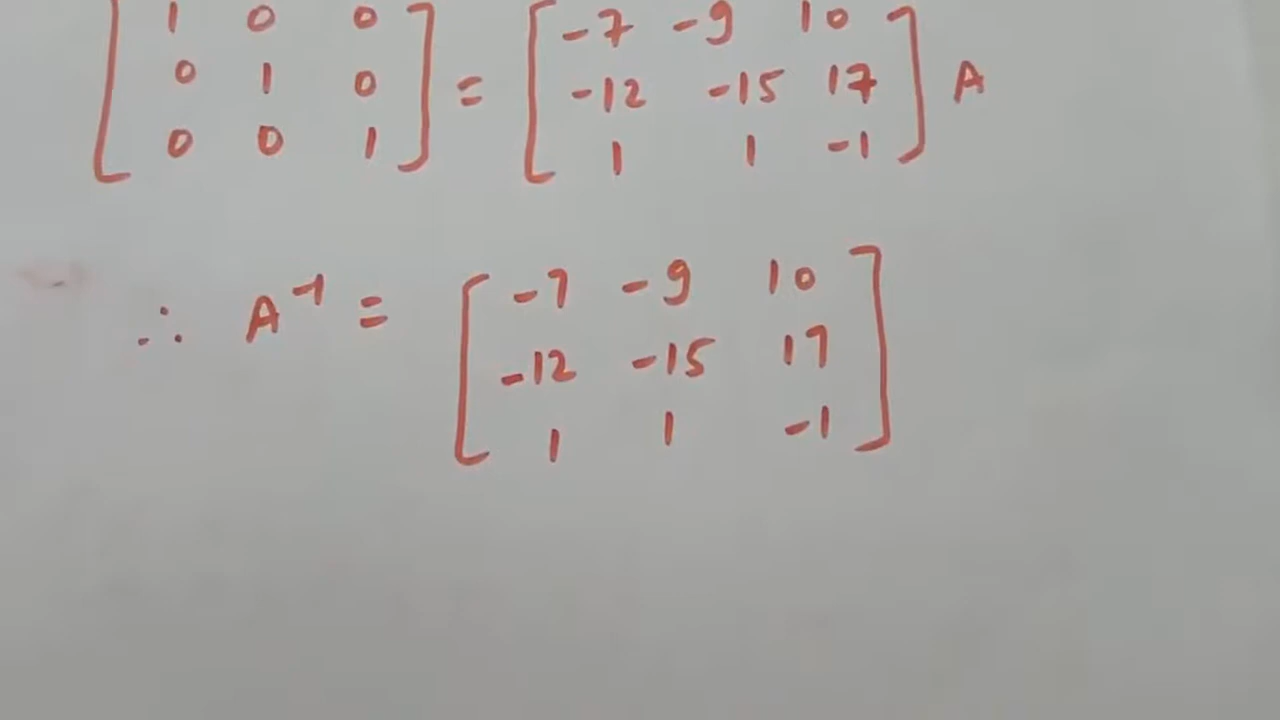 [ 1 0 0 ] [ -7 -9 10 ]
0 1 0 = -12 -15 17 A
0 0 1 1 1 -1
∴ A⁻¹ = [ -7 -9 10 ]
-12 -15 17
1 1 -1